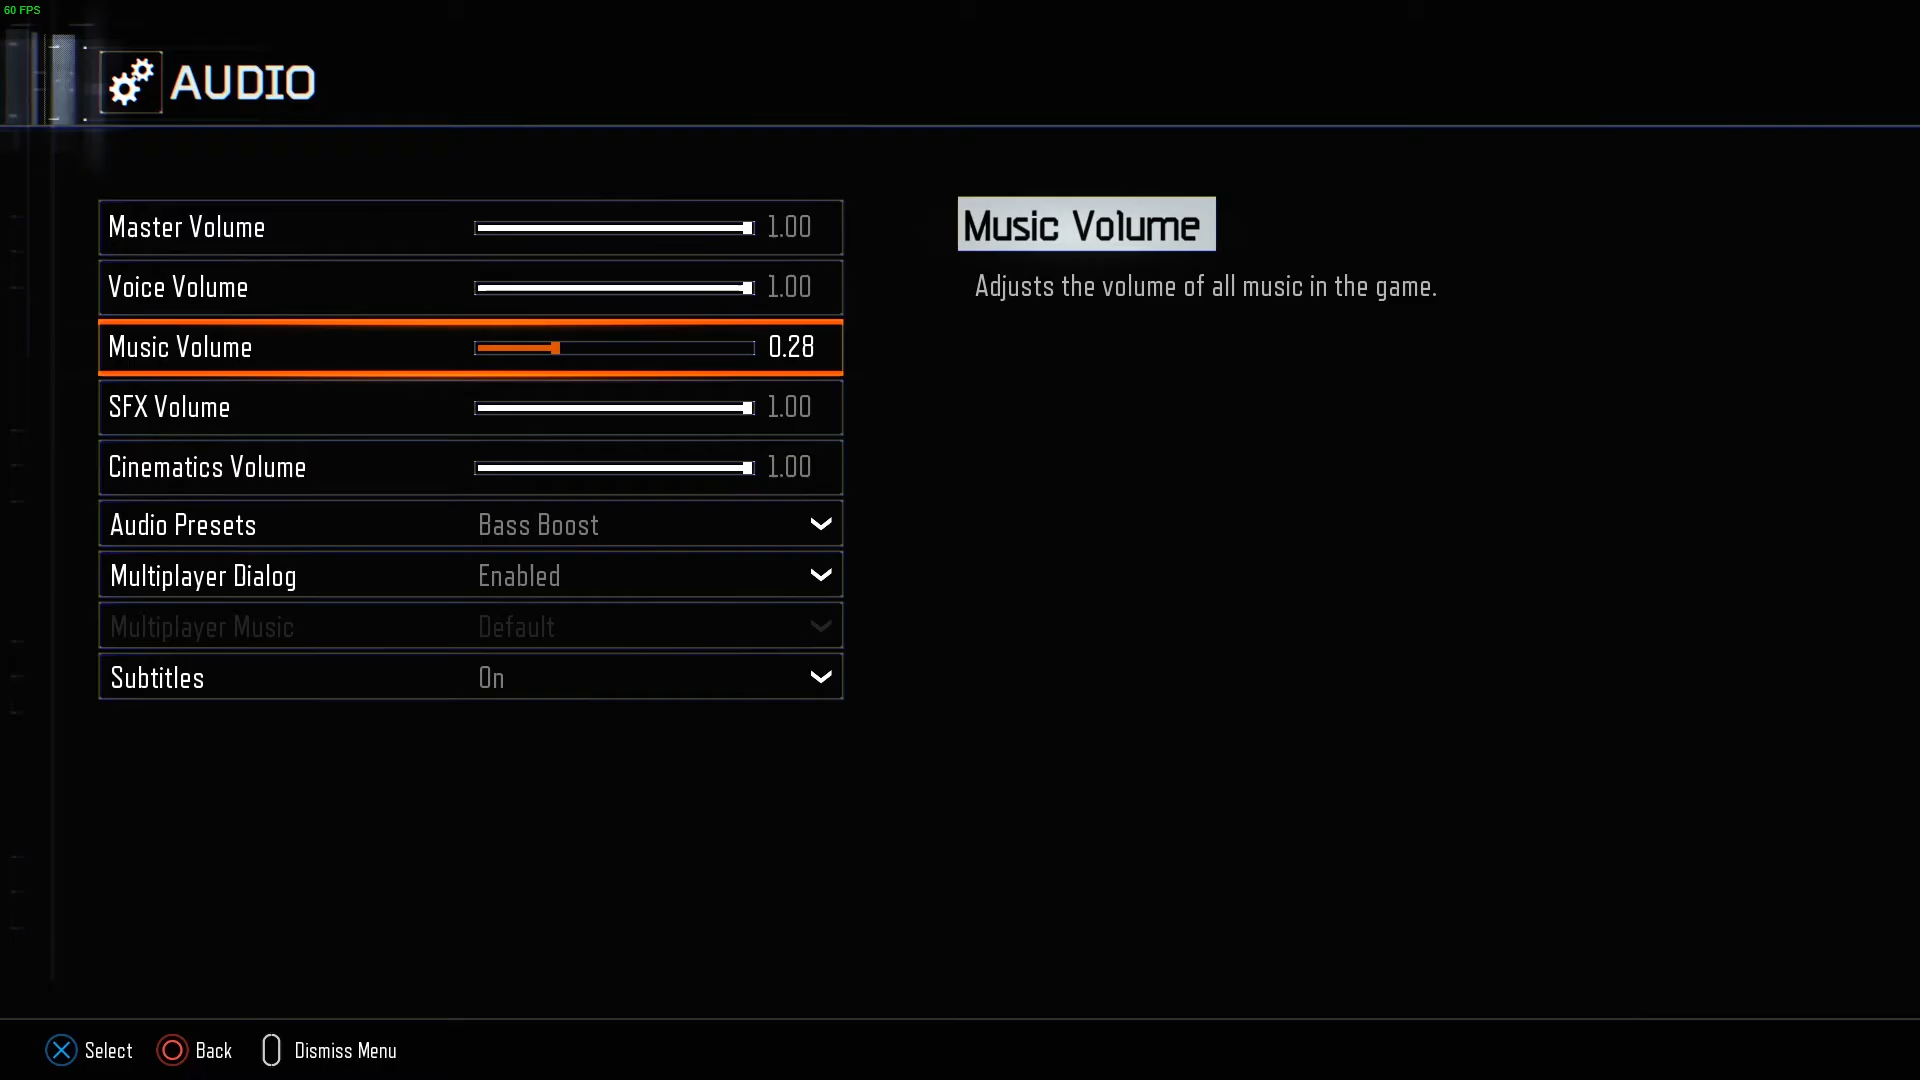 60 FPS
AUDIO
Master Volume 1.00
Voice Volume 1.00
Music Volume 0.28
SFX Volume 1.00
Cinematics Volume 1.00
Audio Presets Bass Boost
Multiplayer Dialog Enabled
Multiplayer Music Default
Subtitles On
Music Volume
Adjusts the volume of all music in the game.
Select Back Dismiss Menu